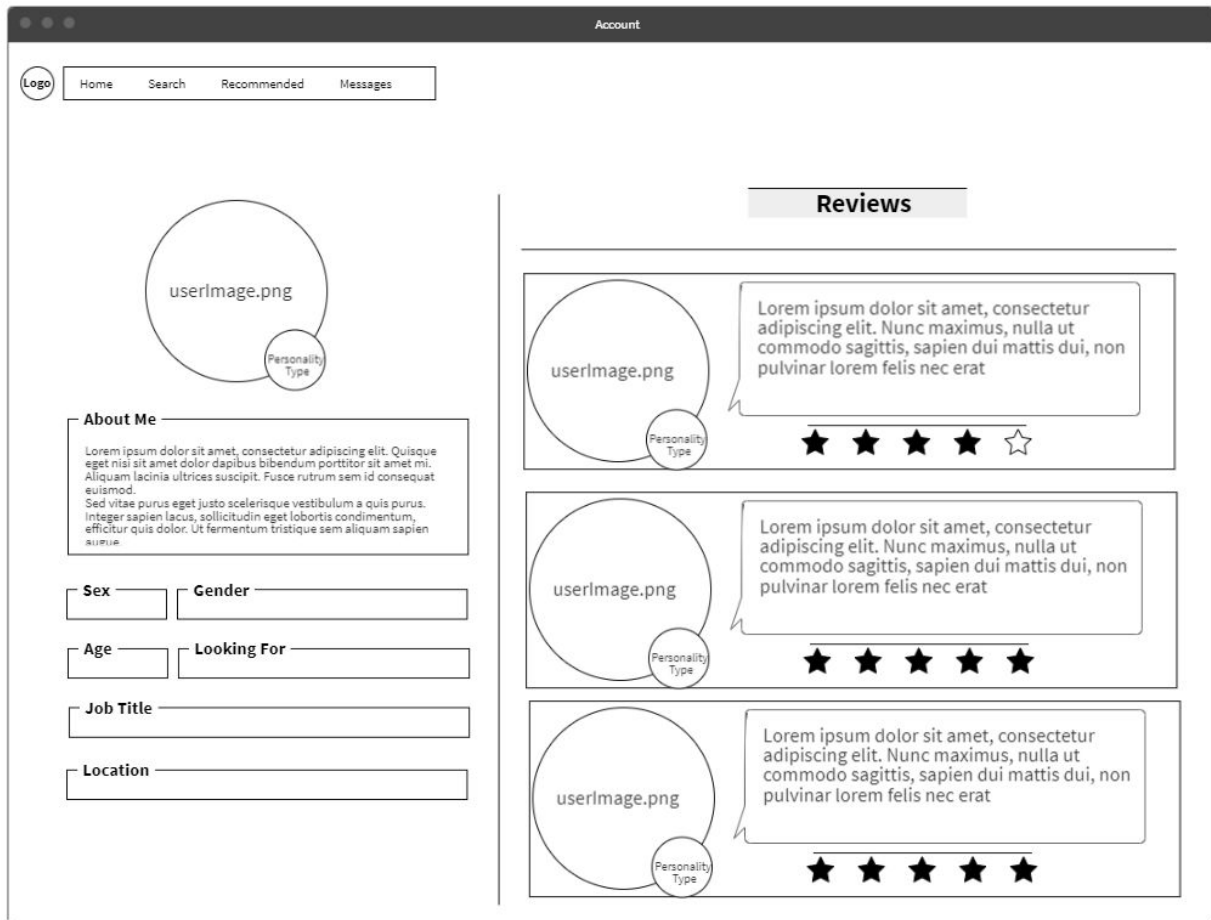 Account
Logo
Home Search Recommended Messages
userImage.png
Personality
Type
About Me
Lorem ipsum dolor sit amet, consectetur adipiscing elit. Quisque
eget nisi sit amet dolor dapibus bibendum porttitor sit amet mi.
Aliquam lacinia ultrices suscipit. Fusce rutrum sem id consequat
euismod.
Sed vitae purus eget justo scelerisque vestibulum a quis purus.
Integer sapien lacus, sollicitudin eget lobortis condimentum,
efficitur quis dolor. Ut fermentum tristique sem aliquam sapien
augue.
Sex Gender
Age Looking For
Job Title
Location
Reviews
userImage.png
Personality
Type
Lorem ipsum dolor sit amet, consectetur
adipiscing elit. Nunc maximus, nulla ut
commodo sagittis, sapien dui mattis dui, non
pulvinar lorem felis nec erat
userImage.png
Personality
Type
Lorem ipsum dolor sit amet, consectetur
adipiscing elit. Nunc maximus, nulla ut
commodo sagittis, sapien dui mattis dui, non
pulvinar lorem felis nec erat
userImage.png
Personality
Type
Lorem ipsum dolor sit amet, consectetur
adipiscing elit. Nunc maximus, nulla ut
commodo sagittis, sapien dui mattis dui, non
pulvinar lorem felis nec erat